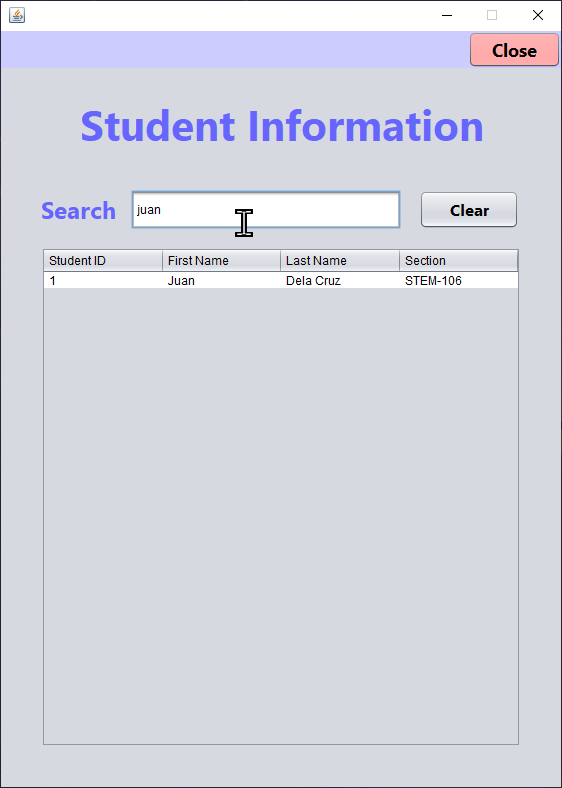 Close
Student Information
Search juan Clear
Student ID First Name Last Name Section
1 Juan Dela Cruz STEM-106